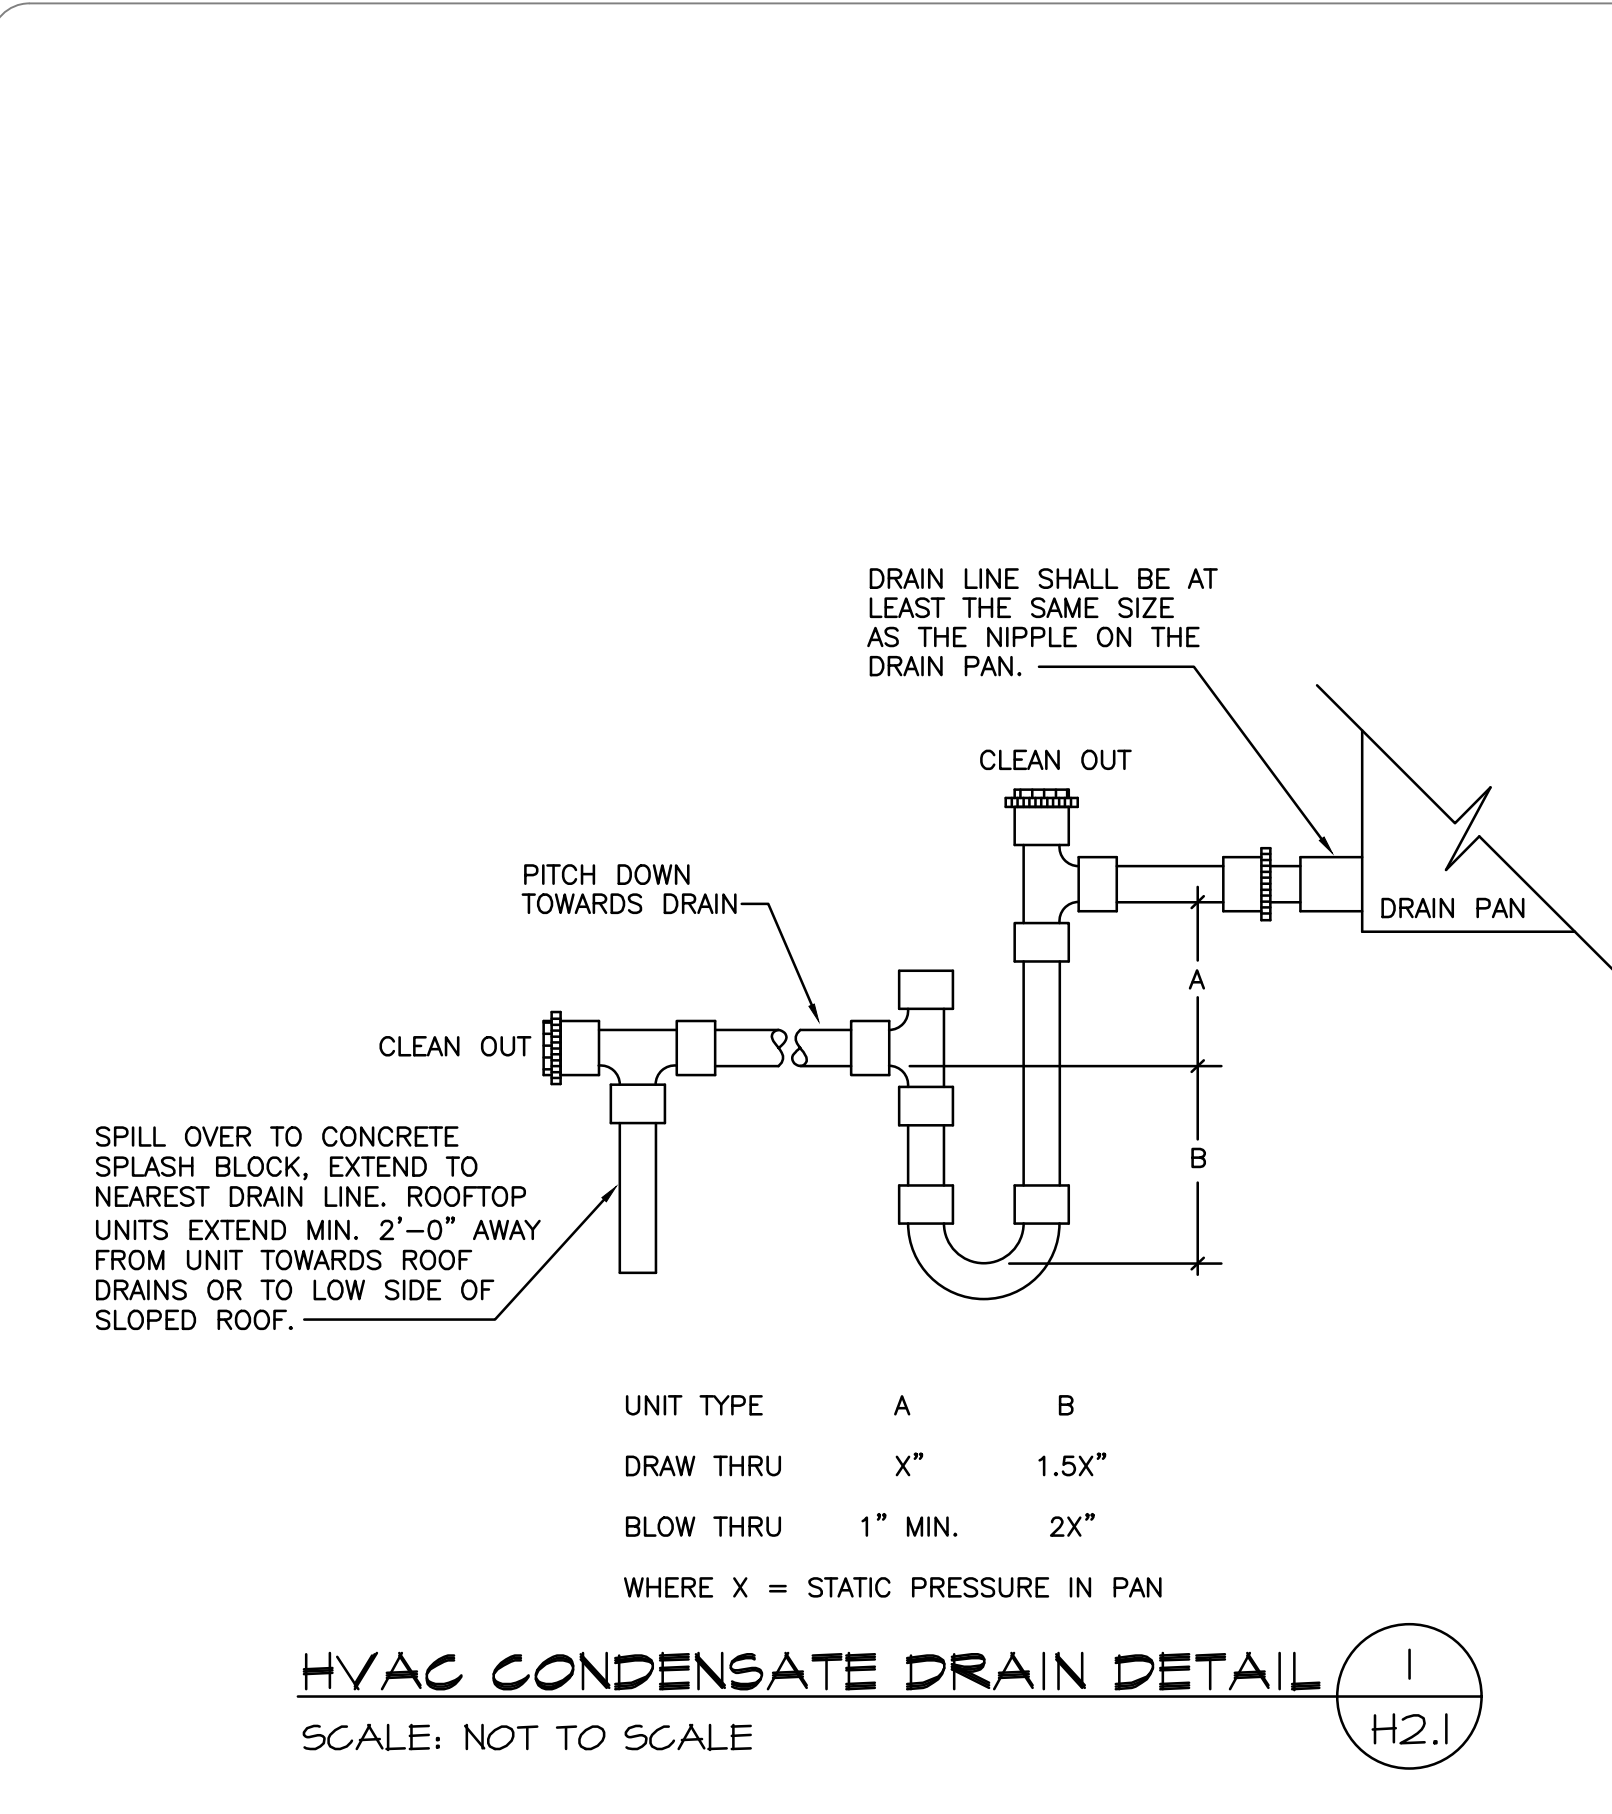 DRAIN LINE SHALL BE AT
LEAST THE SAME SIZE
AS THE NIPPLE ON THE
DRAIN PAN.
CLEAN OUT
PITCH DOWN
TOWARDS DRAIN
DRAIN PAN
A
CLEAN OUT
B
SPILL OVER TO CONCRETE
SPLASH BLOCK, EXTEND TO
NEAREST DRAIN LINE. ROOFTOP
UNITS EXTEND MIN. 2'-0" AWAY
FROM UNIT TOWARDS ROOF
DRAINS OR TO LOW SIDE OF
SLOPED ROOF.
UNIT TYPE A B
DRAW THRU X" 1.5X"
BLOW THRU 1" MIN. 2X"
WHERE X = STATIC PRESSURE IN PAN
HVAC CONDENSATE DRAIN DETAIL
1
SCALE: NOT TO SCALE
H2.1